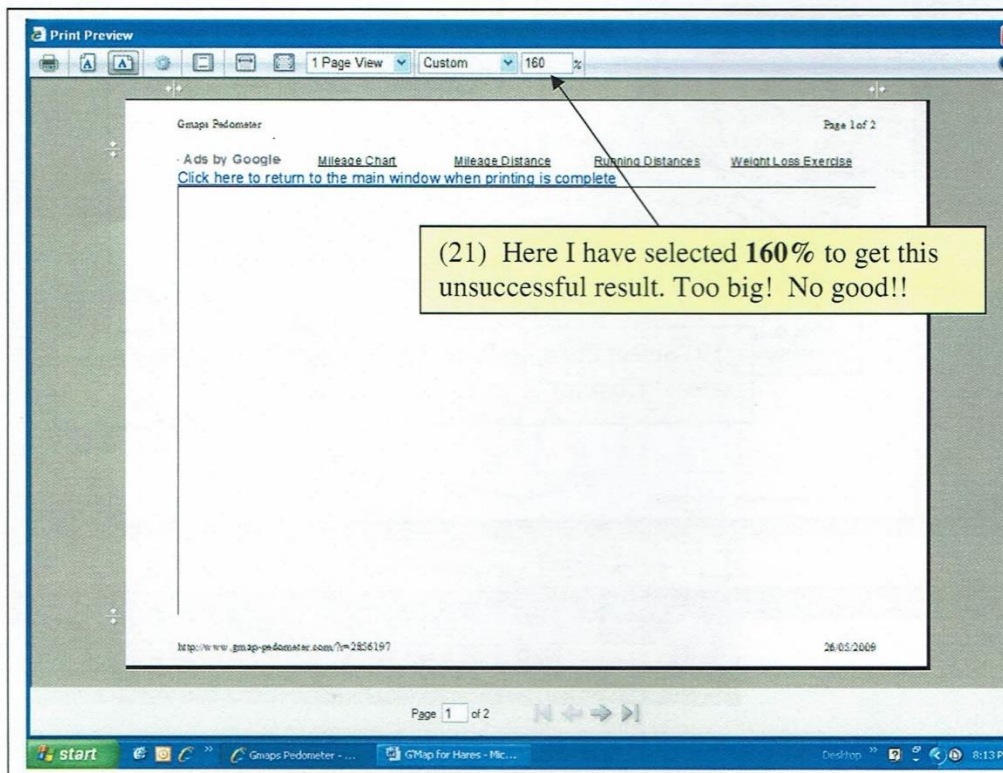 Print Preview
1 Page View Custom 160 %
Gmaps Pedometer Page 1 of 2
Ads by Google Mileage Chart Mileage Distance Running Distances Weight Loss Exercise
Click here to return to the main window when printing is complete
(21) Here I have selected 160% to get this
unsuccessful result. Too big! No good!!
http://www.gmap-pedometer.com/?r=2856197 26/05/2009
Page 1 of 2
start Gmaps Pedometer - ... G'Map for Hares - Mic... Desktop 8:13 P